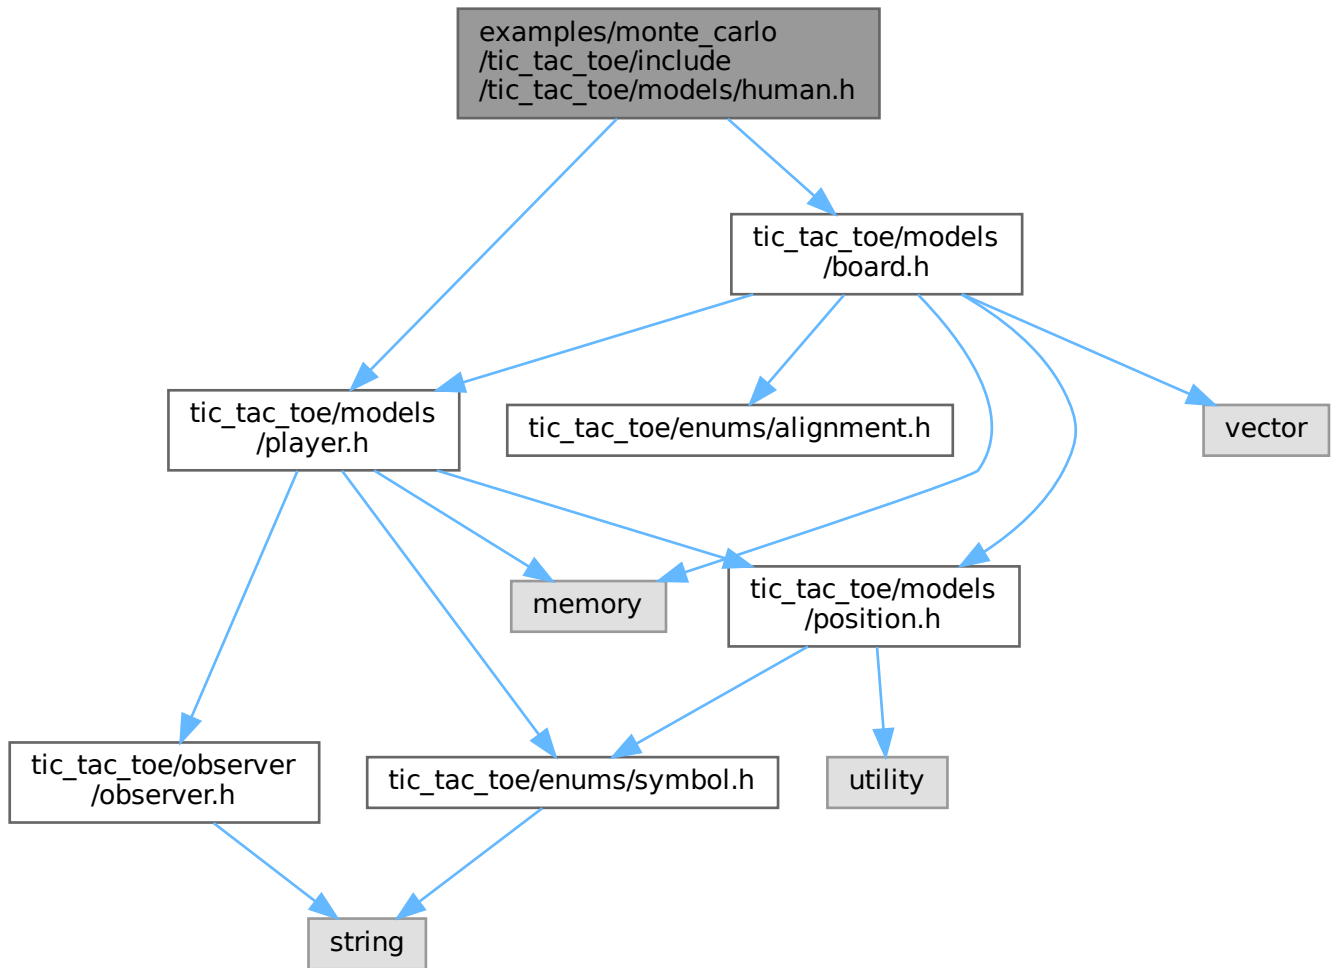 examples/monte_carlo
/tic_tac_toe/include
/tic_tac_toe/models/human.h
tic_tac_toe/models
/board.h
tic_tac_toe/models
/player.h
tic_tac_toe/enums/alignment.h
vector
memory
tic_tac_toe/models
/position.h
tic_tac_toe/observer
/observer.h
tic_tac_toe/enums/symbol.h
utility
string